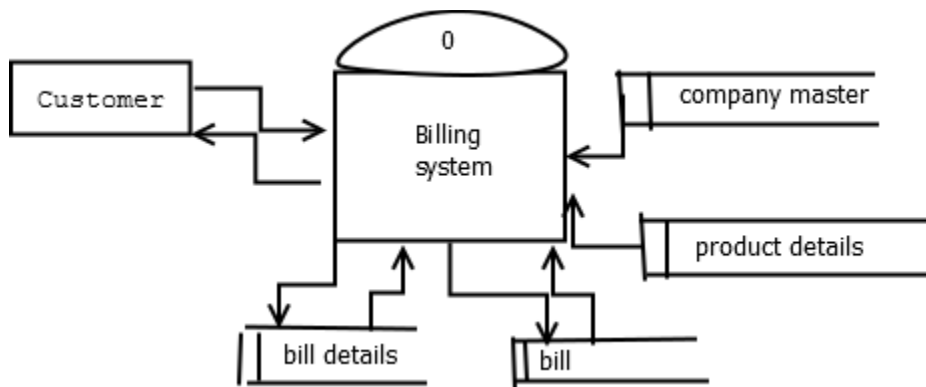 0
Customer
company master
Billing
system
product details
bill details
bill